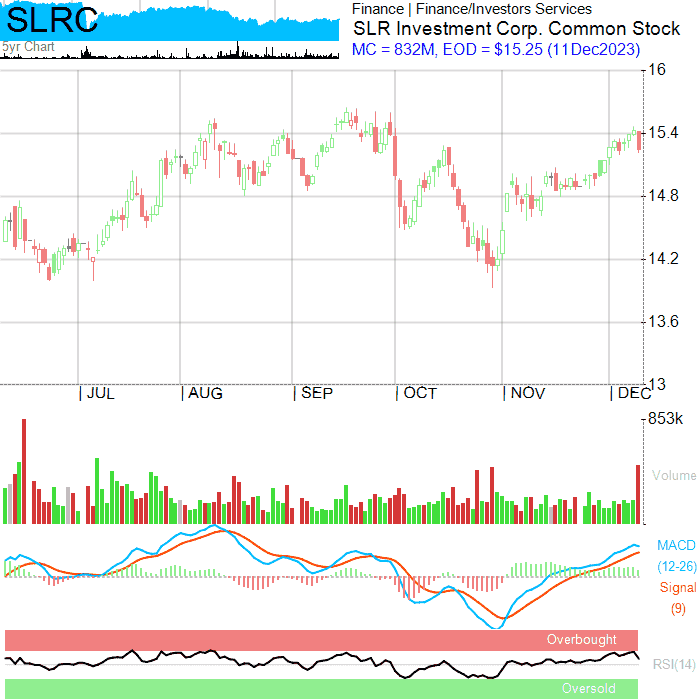 SLRC
5yr Chart
Finance | Finance/Investors Services
SLR Investment Corp. Common Stock
MC = 832M, EOD = $15.25 (11Dec2023)
16
15.4
14.8
14.2
13.6
13
| JUL
| AUG
| SEP
| OCT
| NOV
| DEC
853k
Volume
MACD
(12-26)
Signal
(9)
Overbought
RSI(14)
Oversold